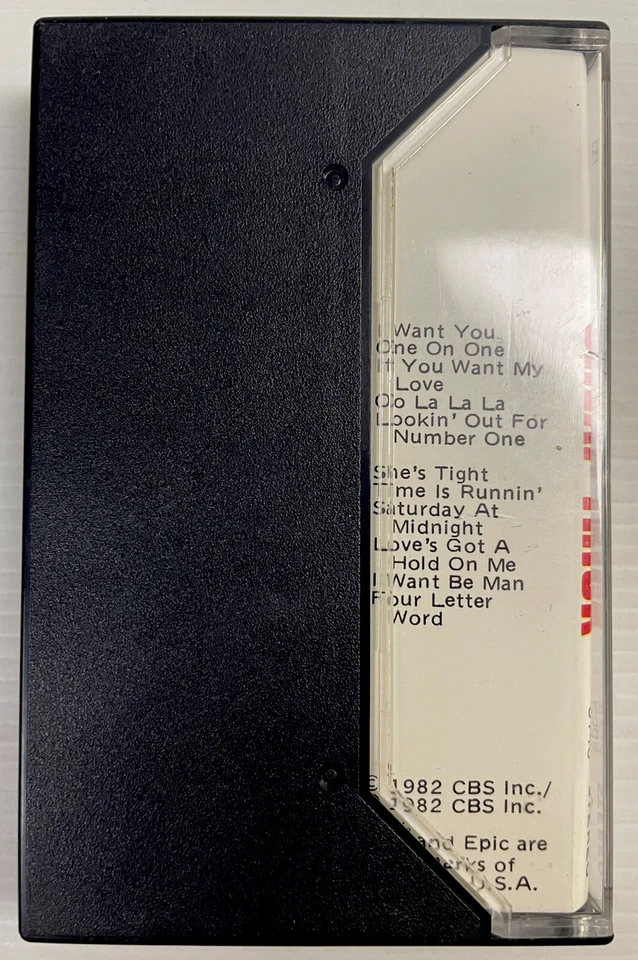 I Want You
One On One
If You Want My
Love
Oo La La La
Lookin' Out For
Number One
She's Tight
Time Is Runnin'
Saturday At
Midnight
Love's Got A
Hold On Me
I Want Be Man
Four Letter
Word
© 1982 CBS Inc./
1982 CBS Inc.
and Epic are
of
U.S.A.